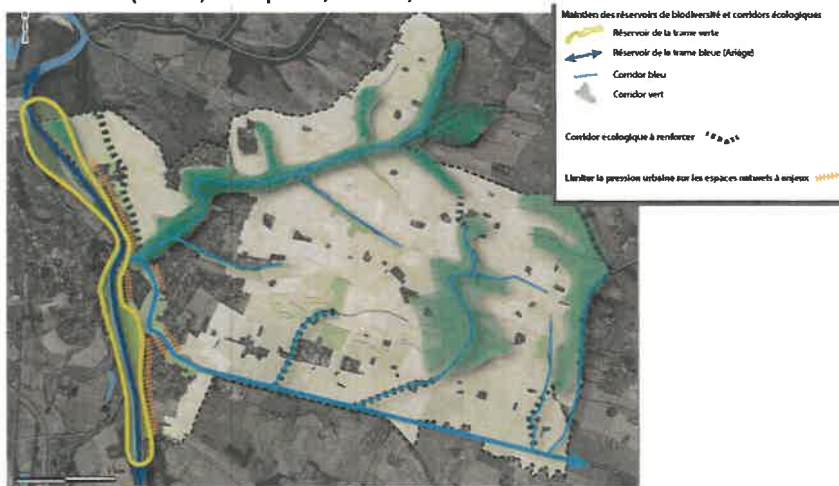 Maintien des réservoirs de biodiversité et corridors écologiques
Réservoir de la trame verte
Réservoir de la trame bleue (Ariège)
Corridor bleu
Corridor vert
Corridor écologique à renforcer
Limiter la pression urbaine sur les espaces naturels à enjeux